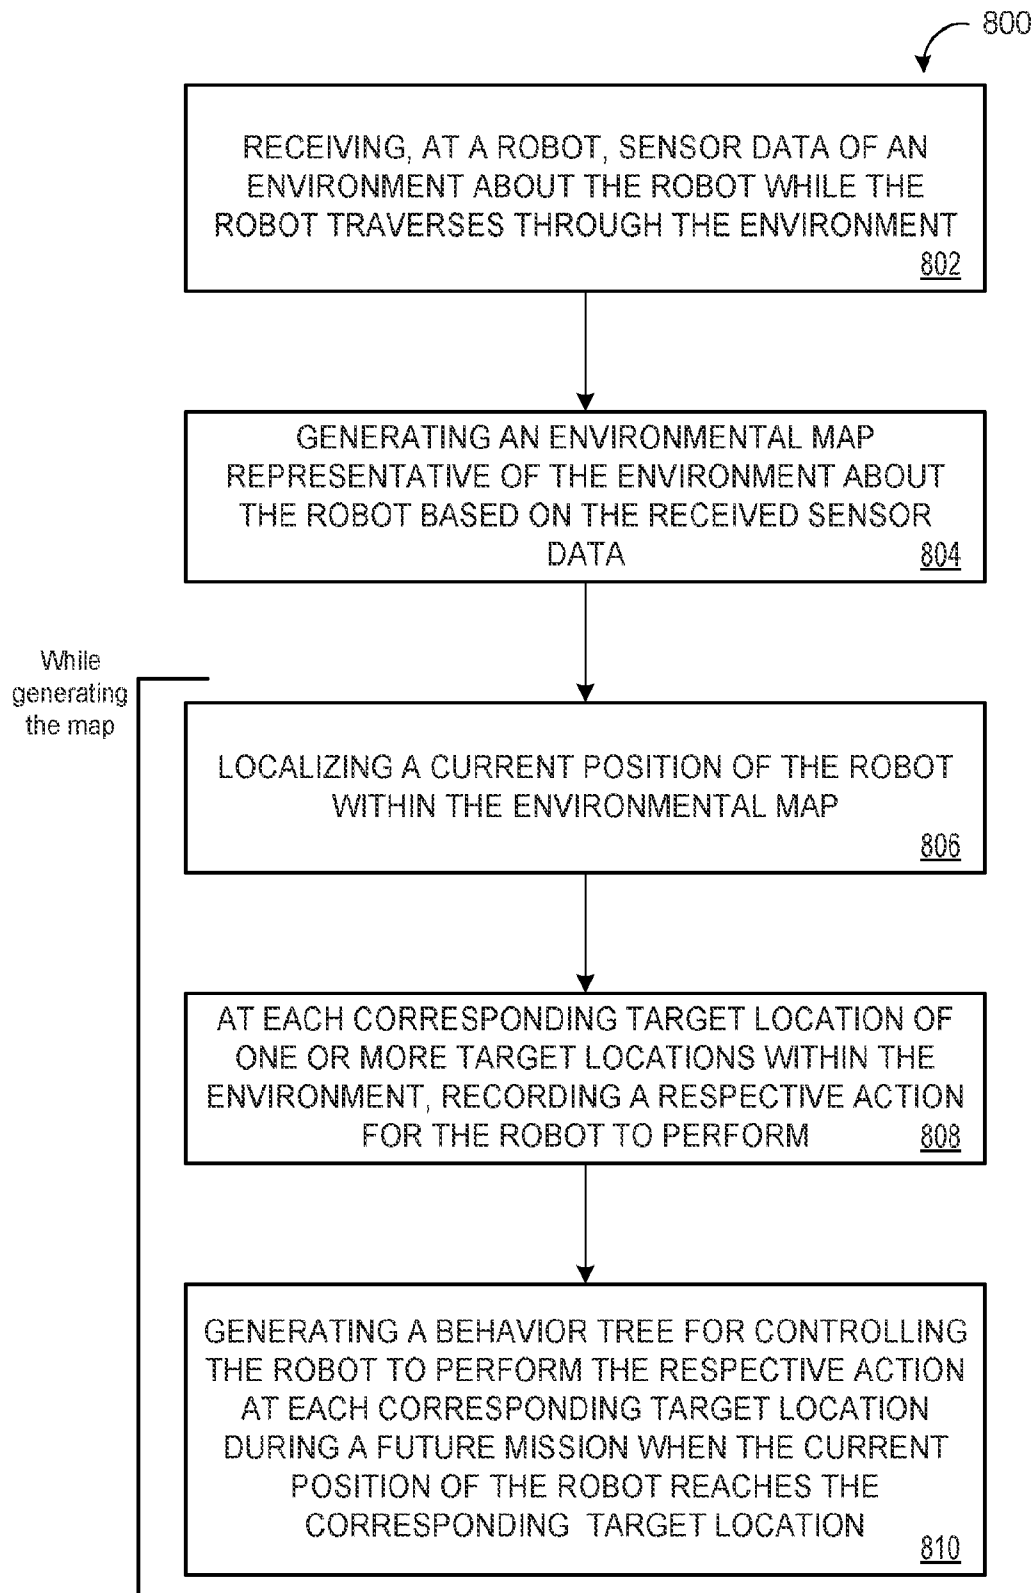 800
RECEIVING, AT A ROBOT, SENSOR DATA OF AN
ENVIRONMENT ABOUT THE ROBOT WHILE THE
ROBOT TRAVERSES THROUGH THE ENVIRONMENT
802
GENERATING AN ENVIRONMENTAL MAP
REPRESENTATIVE OF THE ENVIRONMENT ABOUT
THE ROBOT BASED ON THE RECEIVED SENSOR
DATA
804
While
generating
the map
LOCALIZING A CURRENT POSITION OF THE ROBOT
WITHIN THE ENVIRONMENTAL MAP
806
AT EACH CORRESPONDING TARGET LOCATION OF
ONE OR MORE TARGET LOCATIONS WITHIN THE
ENVIRONMENT, RECORDING A RESPECTIVE ACTION
FOR THE ROBOT TO PERFORM
808
GENERATING A BEHAVIOR TREE FOR CONTROLLING
THE ROBOT TO PERFORM THE RESPECTIVE ACTION
AT EACH CORRESPONDING TARGET LOCATION
DURING A FUTURE MISSION WHEN THE CURRENT
POSITION OF THE ROBOT REACHES THE
CORRESPONDING TARGET LOCATION
810